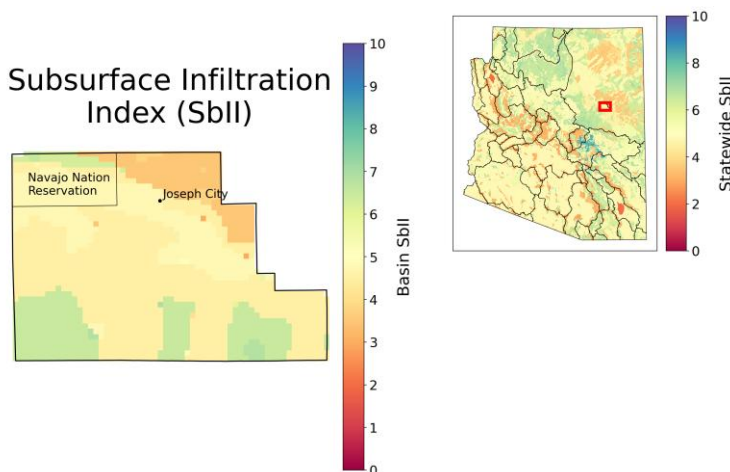 Subsurface Infiltration
Index (SbII)
Navajo Nation
Reservation
Joseph City
10
9
8
7
6
5
4
3
2
1
0
Basin SbII
10
8
6
4
2
0
Statewide SbII